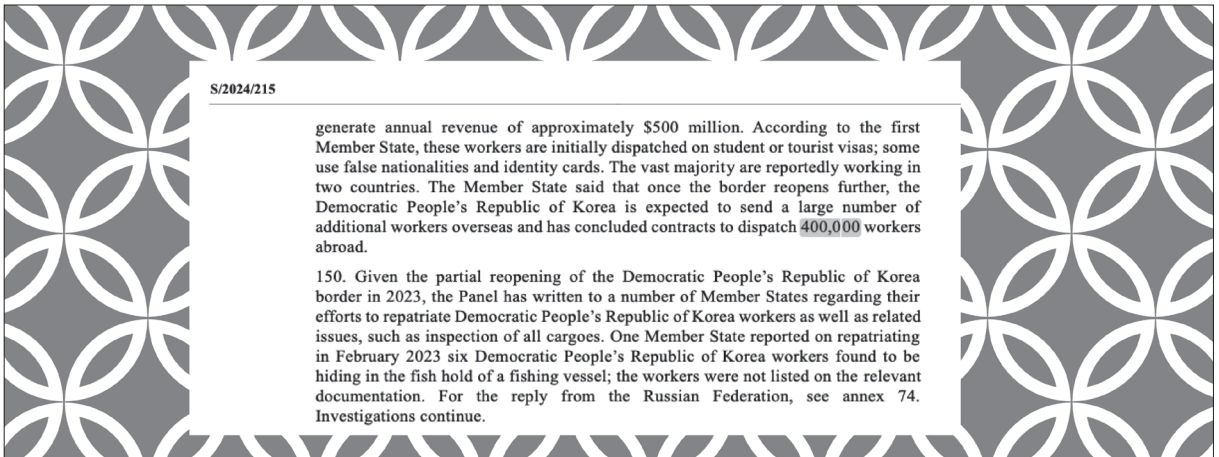 S/2024/215
generate annual revenue of approximately $500 million. According to the first
Member State, these workers are initially dispatched on student or tourist visas; some
use false nationalities and identity cards. The vast majority are reportedly working in
two countries. The Member State said that once the border reopens further, the
Democratic People's Republic of Korea is expected to send a large number of
additional workers overseas and has concluded contracts to dispatch 400,000 workers
abroad.
150. Given the partial reopening of the Democratic People's Republic of Korea
border in 2023, the Panel has written to a number of Member States regarding their
efforts to repatriate Democratic People's Republic of Korea workers as well as related
issues, such as inspection of all cargoes. One Member State reported on repatriating
in February 2023 six Democratic People's Republic of Korea workers found to be
hiding in the fish hold of a fishing vessel; the workers were not listed on the relevant
documentation. For the reply from the Russian Federation, see annex 74.
Investigations continue.